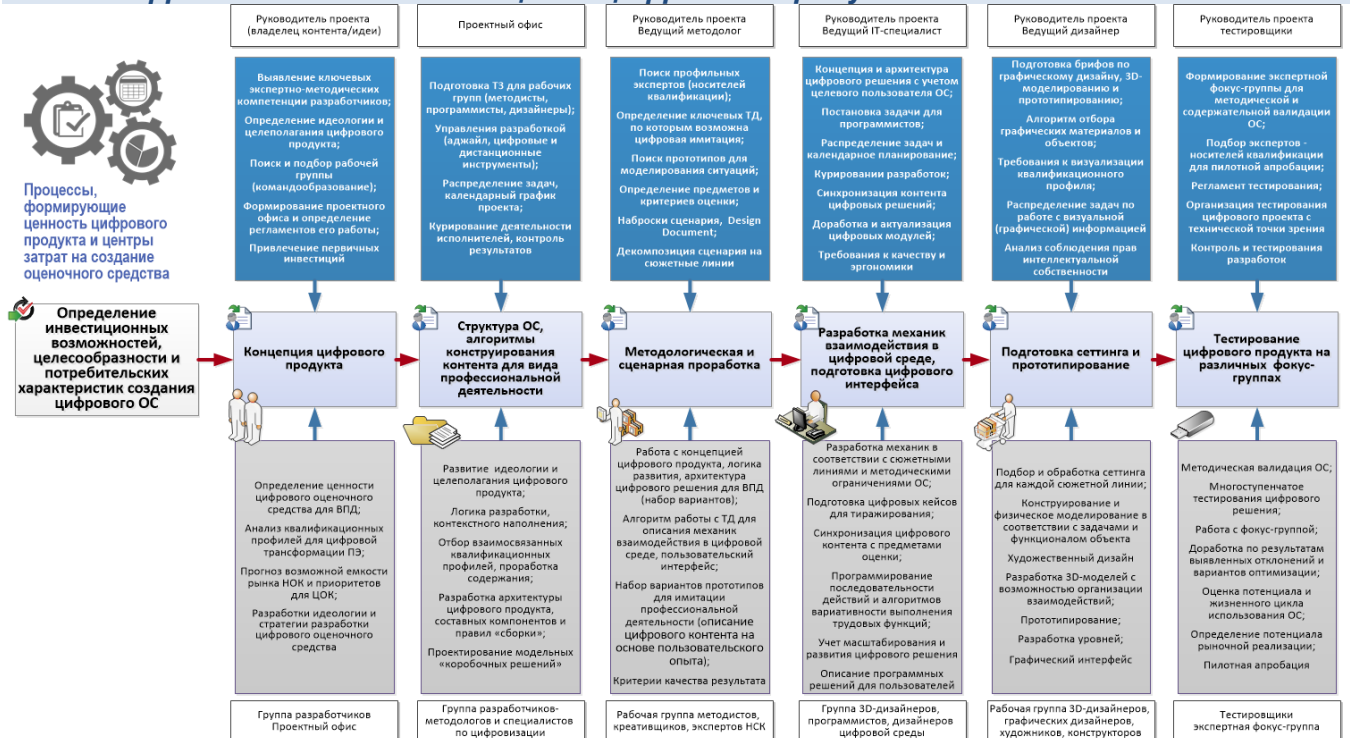 Руководитель проекта
(владелец контента/идеи)
Проектный офис
Руководитель проекта
Ведущий методолог
Руководитель проекта
Ведущий IT-специалист
Руководитель проекта
Ведущий дизайнер
Руководитель проекта
тестировщики
Процессы,
формирующие
ценность цифрового
продукта и центры
затрат на создание
оценочного средства
Выявление ключевых
экспертно-методических
компетенции разработчиков;
Определение идеологии и
целеполагания цифрового
продукта;
Поиск и подбор рабочей
группы
(командообразование);
Формирование проектного
офиса и определение
регламентов его работы;
Привлечение первичных
инвестиций
Подготовка ТЗ для рабочих
групп (методисты,
программисты, дизайнеры);
Управления разработкой
(аджайл, цифровые и
дистанционные
инструменты);
Распределение задач,
календарный график
проекта;
Курирование деятельности
исполнителей, контроль
результатов
Поиск профильных
экспертов (носителей
квалификации);
Определение ключевых ТД,
по которым возможна
цифровая имитация;
Поиск прототипов для
моделирования ситуаций;
Определение предметов и
критериев оценки;
Наброски сценария, Design
Document;
Декомпозиция сценария на
сюжетные линии
Концепция и архитектура
цифрового решения с учетом
целевого пользователя ОС;
Постановка задачи для
программистов;
Распределение задач и
календарное планирование;
Курировании разработок;
Синхронизация контента
цифровых решений;
Доработка и актуализация
цифровых модулей;
Требования к качеству и
эргономики
Подготовка брифов по
графическому дизайну, 3D-
моделированию и
прототипированию;
Алгоритм отбора
графических материалов и
объектов;
Требования к визуализации
квалификационного
профиля;
Распределение задач по
работе с визуальной
(графической) информацией
Анализ соблюдения прав
интеллектуальной
собственности
Формирование экспертной
фокус-группы для
методической и
содержательной валидации
ОС;
Подбор экспертов -
носителей квалификации
для пилотной апробации;
Регламент тестирования;
Организация тестирования
цифрового проекта с
технической точки зрения
Контроль и тестирования
разработок
Определение
инвестиционных
возможностей,
целесообразности и
потребительских
характеристик создания
цифрового ОС
Концепция цифрового
продукта
Структура ОС,
алгоритмы
конструирования
контента для вида
профессиональной
деятельности
Методологическая и
сценарная проработка
Разработка механик
взаимодействия в
цифровой среде,
подготовка цифрового
интерфейса
Подготовка сеттинга и
прототипирование
Тестирование
цифрового продукта на
различных фокус-
группах
Определение ценности
цифрового оценочного
средства для ВПД;
Анализ квалификационных
профилей для цифровой
трансформации ПЭ;
Прогноз возможной емкости
рынка НОК и приоритетов
для ЦОК;
Разработки идеологии и
стратегии разработки
цифрового оценочного
средства
Развитие идеологии и
целеполагания цифрового
продукта;
Логика разработки,
контекстного наполнения;
Отбор взаимосвязанных
квалификационных
профилей, проработка
содержания;
Разработка архитектуры
цифрового продукта,
составных компонентов и
правил «сборки»;
Проектирование модельных
«коробочных решений»
Работа с концепцией
цифрового продукта, логика
развития, архитектура
цифрового решения для ВПД
(набор вариантов);
Алгоритм работы с ТД для
описания механик
взаимодействия в цифровой
среде, пользовательский
интерфейс;
Набор вариантов прототипов
для имитации
профессиональной
деятельности (описание
цифрового контента на
основе пользовательского
опыта);
Критерии качества результата
Разработка механик в
соответствии с сюжетными
линиями и методическими
ограничениями ОС;
Подготовка цифровых кейсов
для тиражирования;
Синхронизация цифрового
контента с предметами
оценки;
Программирование
последовательности
действий и алгоритмов
вариативности выполнения
трудовых функций;
Учет масштабирования и
развития цифрового решения
Описание программных
решений для пользователей
Подбор и обработка сеттинга
для каждой сюжетной линии;
Конструирование и
физическое моделирование в
соответствии с задачами и
функционалом объекта
Художественный дизайн
Разработка 3D-моделей с
возможностью организации
взаимодействий;
Прототипирование;
Разработка уровней;
Графический интерфейс
Методическая валидация ОС;
Многоступенчатое
тестирования цифрового
решения;
Работа с фокус-группой;
Доработка по результатам
выявленных отклонений и
вариантов оптимизации;
Оценка потенциала и
жизненного цикла
использования ОС;
Определение потенциала
рыночной реализации;
Пилотная апробация
Группа разработчиков
Проектный офис
Группа разработчиков-
методологов и специалистов
по цифровизации
Рабочая группа методистов,
креативщиков, экспертов НСК
Группа 3D-дизайнеров,
программистов, дизайнеров
цифровой среды
Рабочая группа 3D-дизайнеров,
графических дизайнеров,
художников, конструкторов
Тестировщики
экспертная фокус-группа